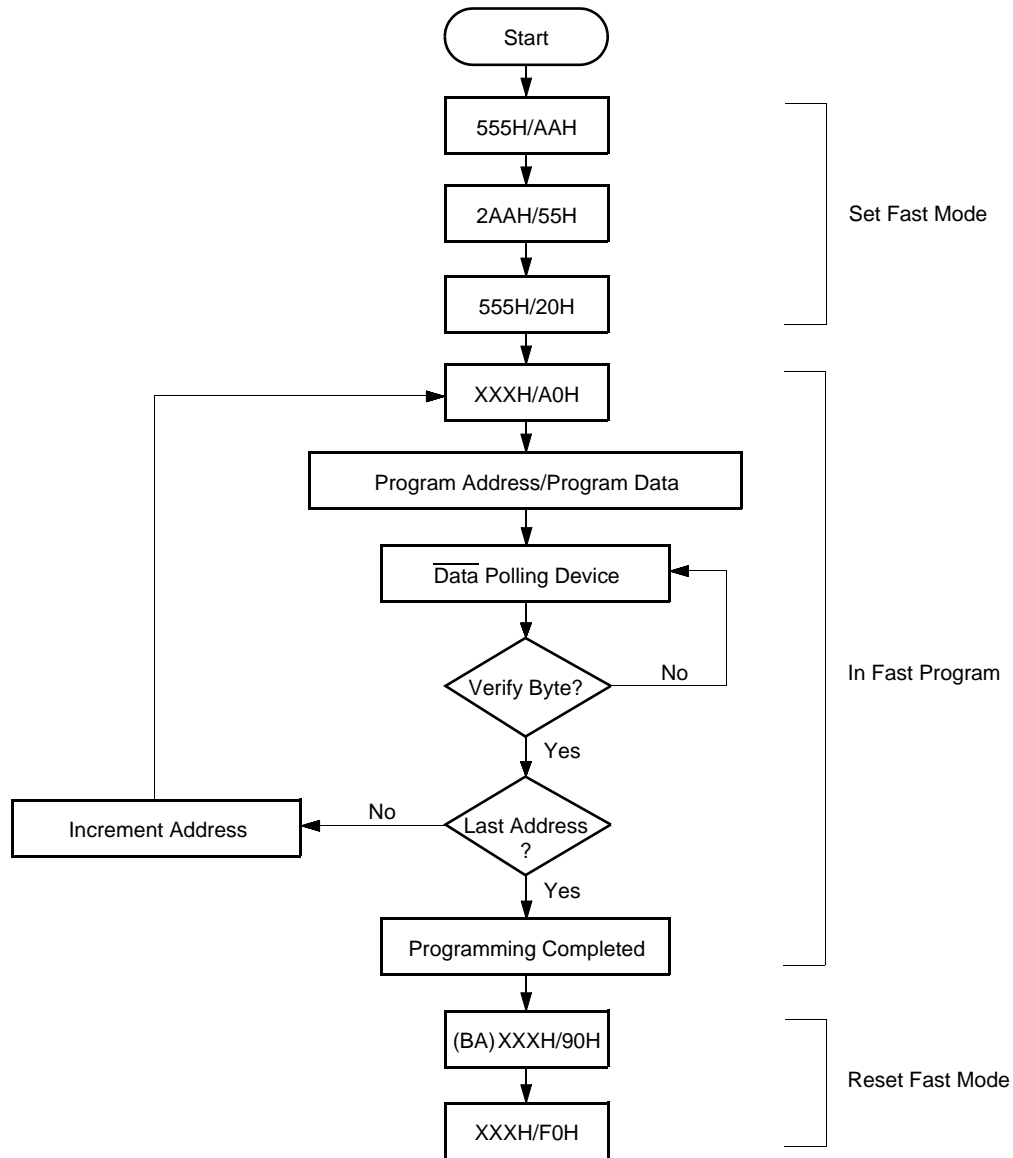 Start
555H/AAH
2AAH/55H
Set Fast Mode
555H/20H
XXXH/A0H
Program Address/Program Data
Data Polling Device
Verify Byte?
No
In Fast Program
Yes
Increment Address
No
Last Address
?
Yes
Programming Completed
(BA) XXXH/90H
Reset Fast Mode
XXXH/F0H